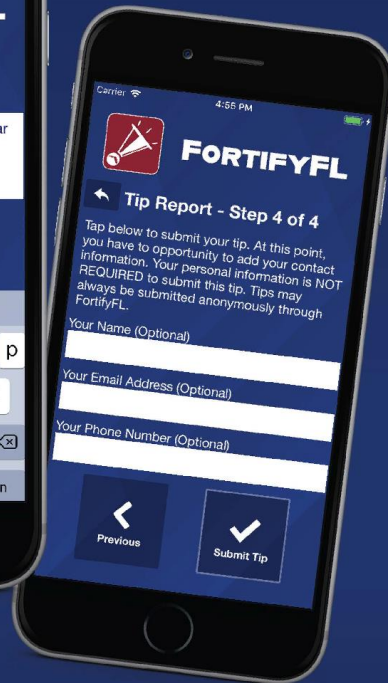 Carrier
4:55 PM
FORTIFYFL
Tip Report - Step 4 of 4
Tap below to submit your tip. At this point,
you have to opportunity to add your contact
information. Your personal information is NOT
REQUIRED to submit this tip. Tips may
always be submitted anonymously through
FortifyFL.
Your Name (Optional)
Your Email Address (Optional)
Your Phone Number (Optional)
Previous
Submit Tip
p